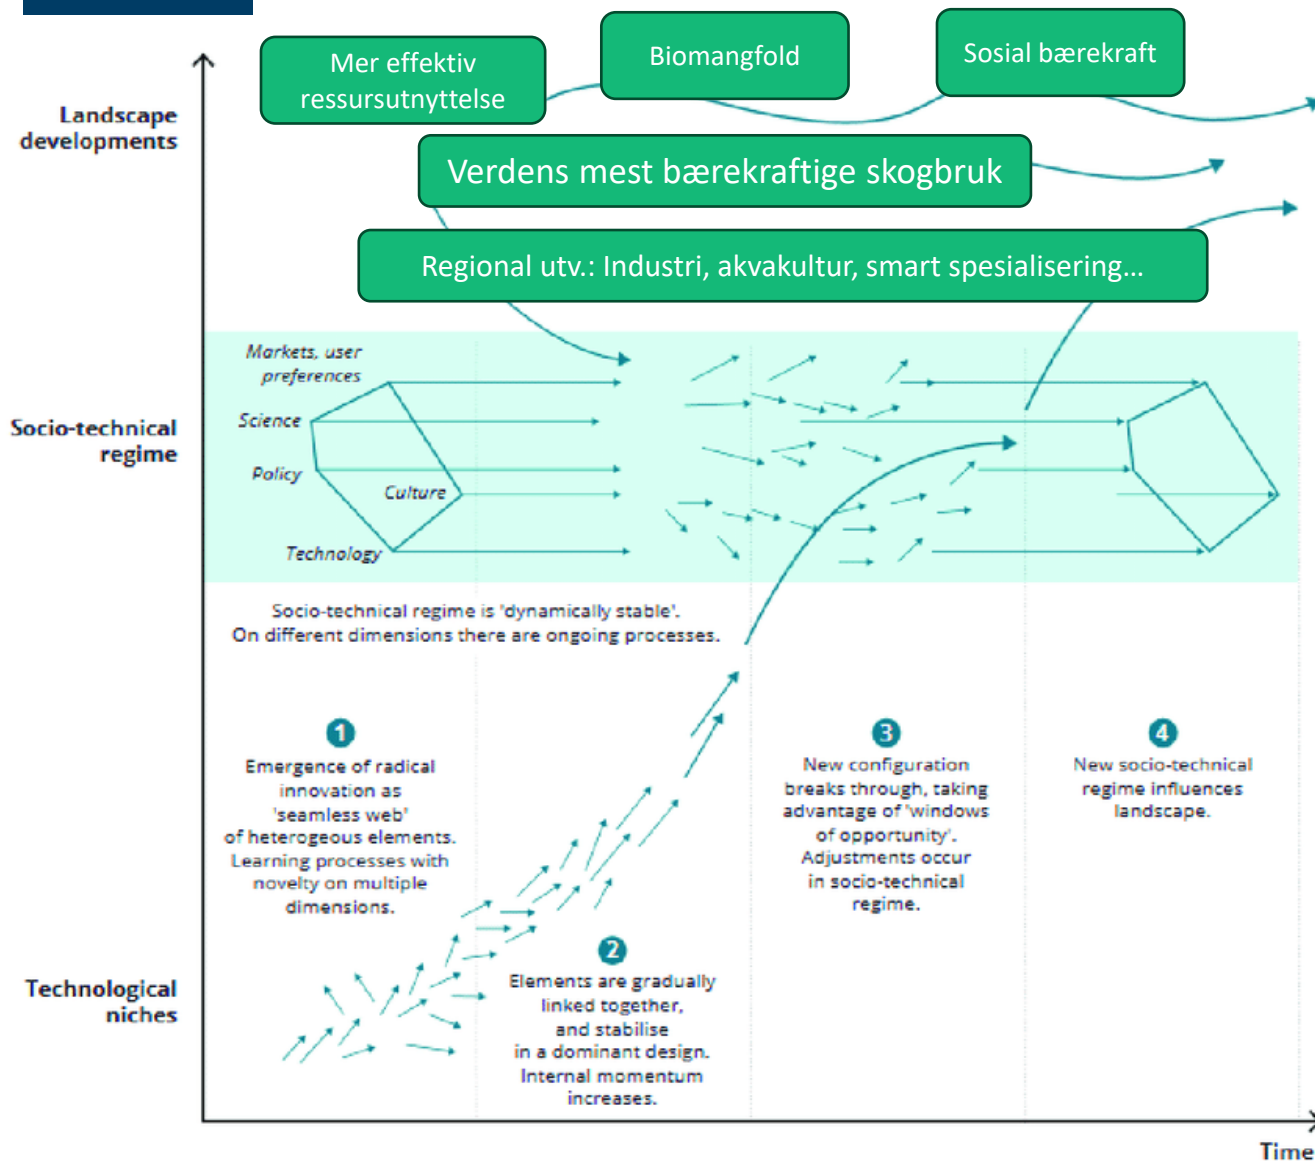 Mer effektiv
ressursutnyttelse
Biomangfold
Sosial bærekraft
Landscape
developments
Verdens mest bærekraftige skogbruk
Regional utv.: Industri, akvakultur, smart spesialisering…
Markets, user
preferences
Science
Socio-technical
regime
Policy
Culture
Technology
Socio-technical regime is 'dynamically stable'.
On different dimensions there are ongoing processes.
1
Emergence of radical
innovation as
'seamless web'
of heterogeous elements.
Learning processes with
novelty on multiple
dimensions.
2
Elements are gradually
linked together,
and stabilise
in a dominant design.
Internal momentum
increases.
3
New configuration
breaks through, taking
advantage of 'windows
of opportunity'.
Adjustments occur
in socio-technical
regime.
4
New socio-technical
regime influences
landscape.
Technological
niches
Time